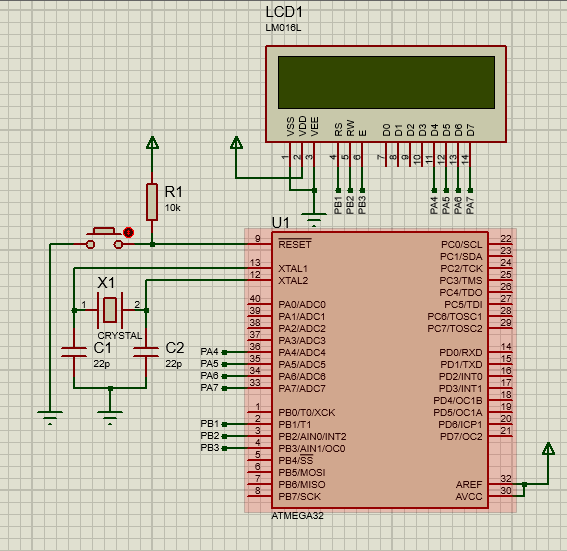 LCD1
LM016L
VSS VDD VEE RS RW E D0 D1 D2 D3 D4 D5 D6 D7
1 2 3 4 5 6 7 8 9 10 11 12 13 14
PB1 PB2 PB3 PA4 PA5 PA6 PA7
R1
10k
U1
9 RESET PC0/SCL 22
PC1/SDA 23
13 XTAL1 PC2/TCK 24
12 XTAL2 PC3/TMS 25
PC4/TDO 26
X1
1 2
CRYSTAL
40 PA0/ADC0 PC5/TDI 27
39 PA1/ADC1 PC6/TOSC1 28
38 PA2/ADC2 PC7/TOSC2 29
37 PA3/ADC3
C1
22p
C2
22p
PA4 36 PA4/ADC4 PD0/RXD 14
PA5 35 PA5/ADC5 PD1/TXD 15
PA6 34 PA6/ADC6 PD2/INT0 16
PA7 33 PA7/ADC7 PD3/INT1 17
PD4/OC1B 18
1 PB0/T0/XCK PD5/OC1A 19
PB1 2 PB1/T1 PD6/ICP1 20
PB2 3 PB2/AIN0/INT2 PD7/OC2 21
PB3 4 PB3/AIN1/OC0
5 PB4/SS
6 PB5/MOSI
7 PB6/MISO AREF 32
8 PB7/SCK AVCC 30
ATMEGA32